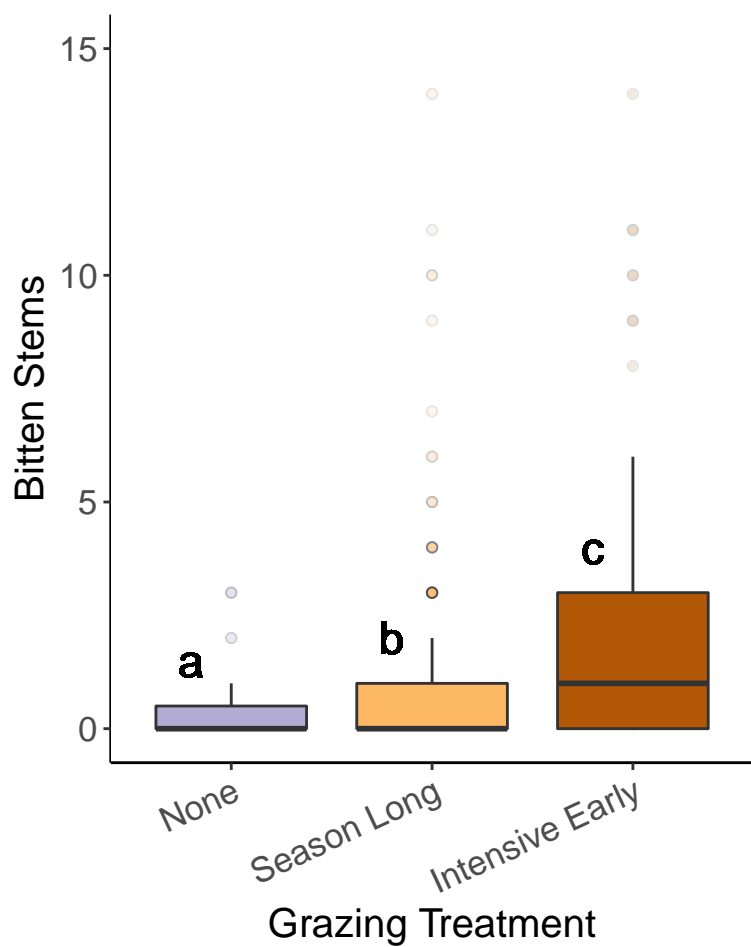 15
10
5
0
Bitten Stems
a
b
c
None
Season Long
Intensive Early
Grazing Treatment